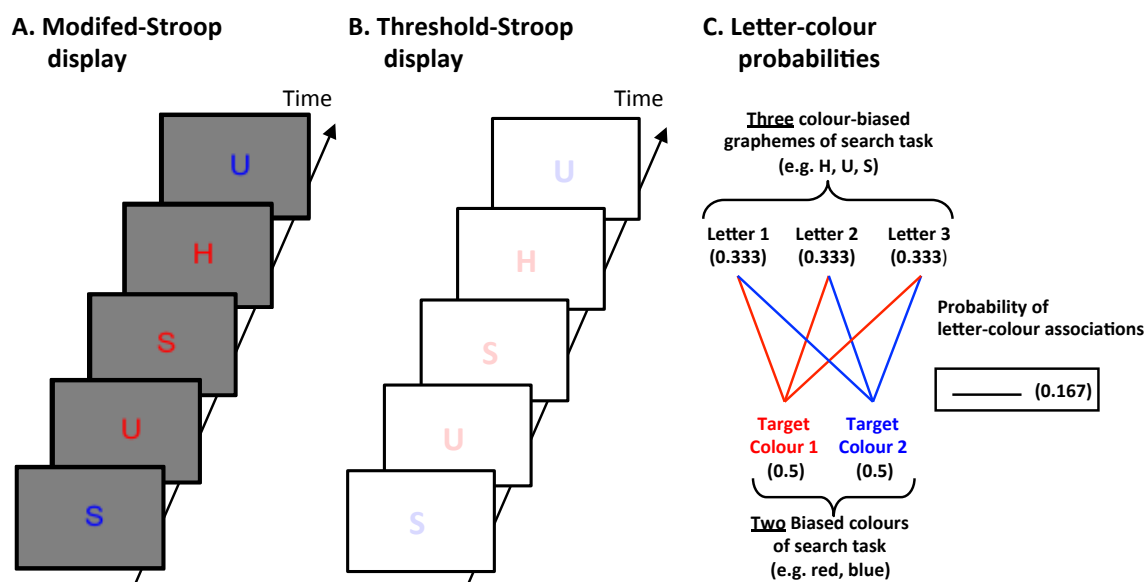 A. Modifed-Stroop
display
Time
U
H
S
U
S
B. Threshold-Stroop
display
Time
U
H
S
U
S
C. Letter-colour
probabilities
Three colour-biased
graphemes of search task
(e.g. H, U, S)
Letter 1
(0.333)
Letter 2
(0.333)
Letter 3
(0.333)
Probability of
letter-colour associations
(0.167)
Target
Colour 1
(0.5)
Target
Colour 2
(0.5)
Two Biased colours
of search task
(e.g. red, blue)